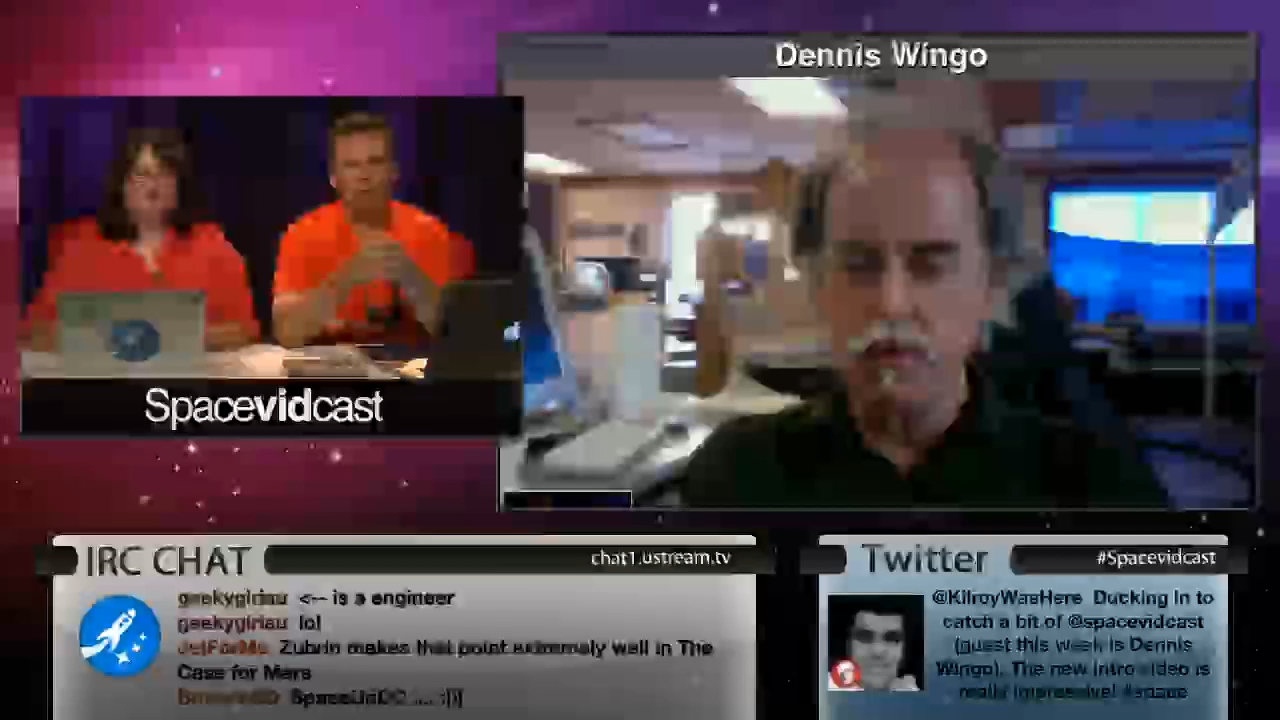 Dennis Wingo
Spacevidcast
IRC CHAT
chat1.ustream.tv
geekygirlau <-- is a engineer
geekygirlau lol
JetForMe Zubrin makes that point extremely well in The
Case for Mars
Twitter
#Spacevidcast
@KilroyWasHere Ducking in to
catch a bit of @spacevidcast
(guest this week is Dennis
Wingo). The new intro video is
really impressive! #space